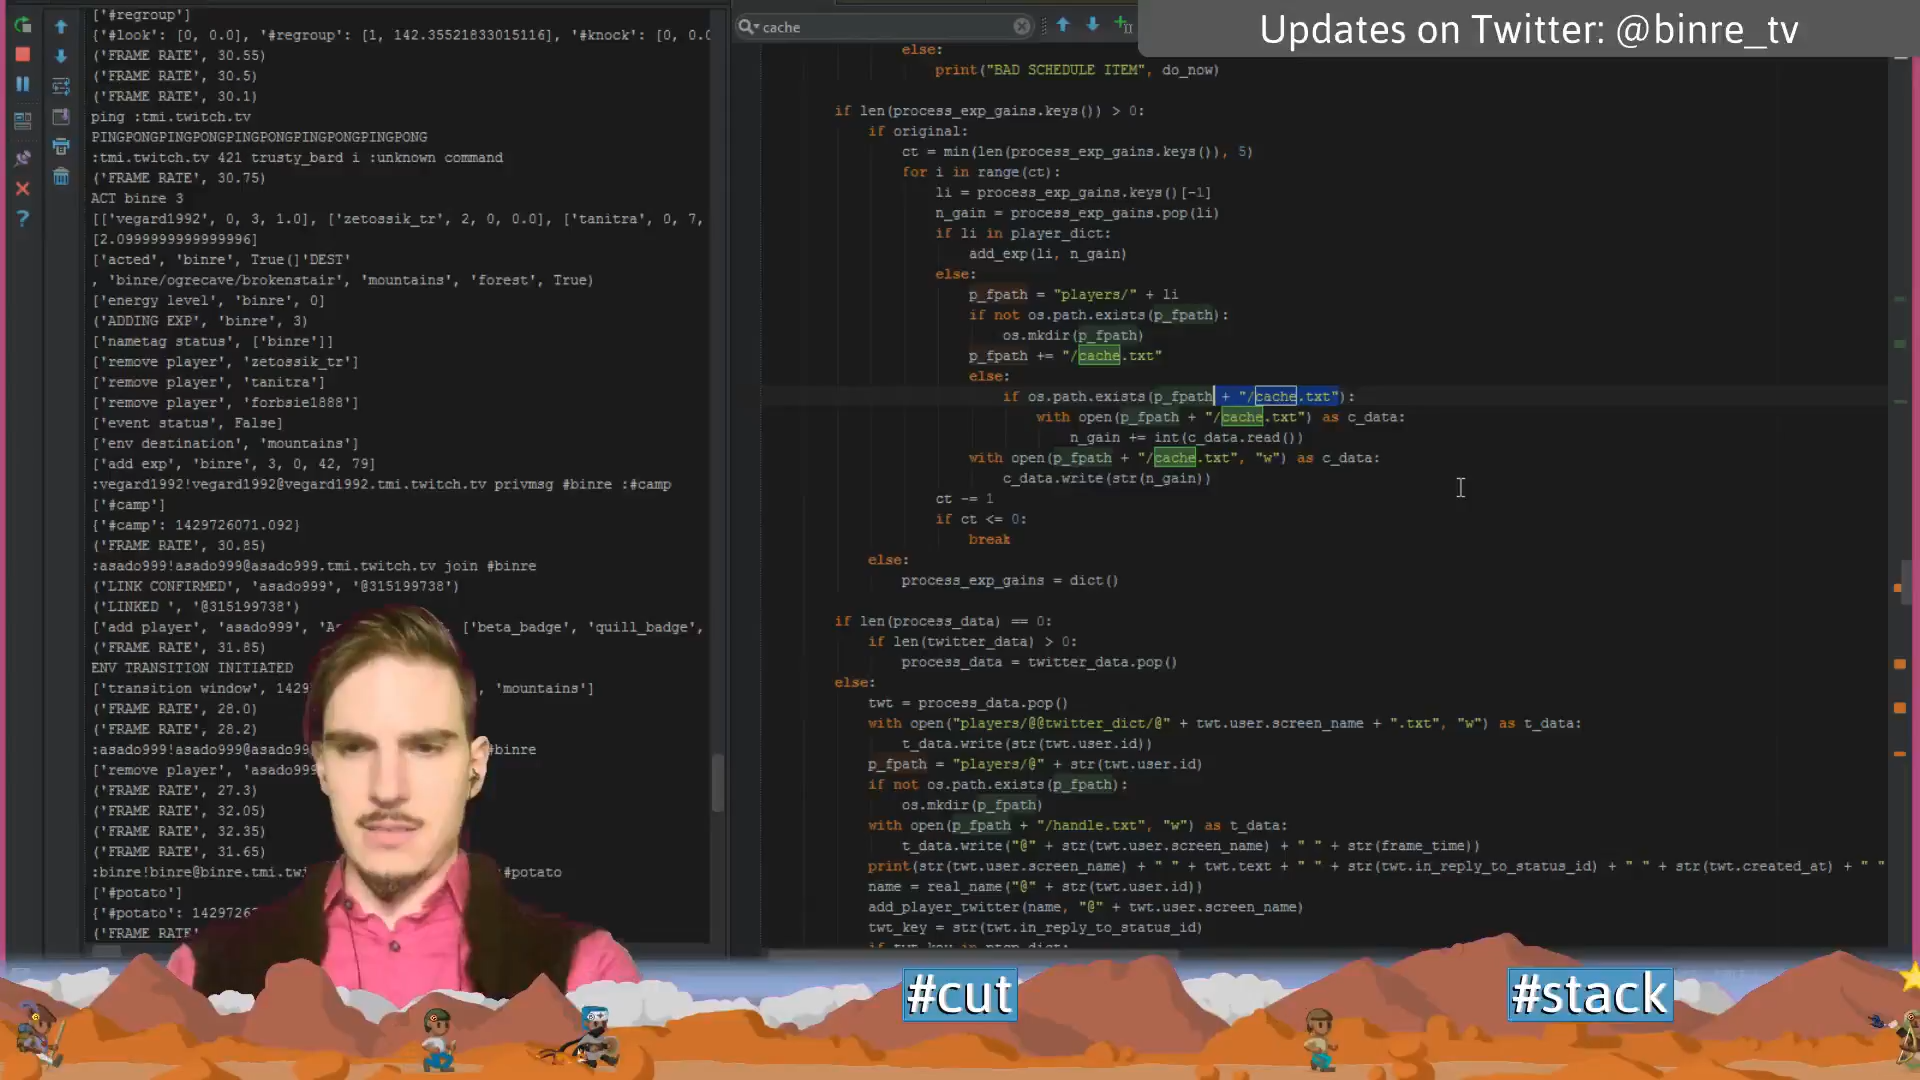 ['#regroup']
{'#look': [0, 0.0], '#regroup': [1, 142.35521833015116], '#knock': [0, 0.0
('FRAME RATE', 30.55)
('FRAME RATE', 30.5)
('FRAME RATE', 30.1)
ping :tmi.twitch.tv
PINGPONGPINGPONGPINGPONGPINGPONGPINGPONG
:tmi.twitch.tv 421 trusty_bard i :unknown command
('FRAME RATE', 30.75)
ACT binre 3
[['vegard1992', 0, 3, 1.0], ['zetossik_tr', 2, 0, 0.0], ['tanitra', 0, 7,
[2.0999999999999996]
['acted', 'binre', True(]'DEST'
, 'binre/ogrecave/brokenstair', 'mountains', 'forest', True)
['energy level', 'binre', 0]
('ADDING EXP', 'binre', 3)
['nametag status', ['binre']]
['remove player', 'zetossik_tr']
['remove player', 'tanitra']
['remove player', 'forbsie1888']
['event status', False]
['env destination', 'mountains']
['add exp', 'binre', 3, 0, 42, 79]
:vegard1992!vegard1992@vegard1992.tmi.twitch.tv privmsg #binre :#camp
['#camp']
{'#camp': 1429726071.092}
('FRAME RATE', 30.85)
:asado999!asado999@asado999.tmi.twitch.tv join #binre
('LINK CONFIRMED', 'asado999', '@315199738')
('LINKED ', '@315199738')
['add player', 'asado999', 'As ['beta_badge', 'quill_badge',
('FRAME RATE', 31.85)
ENV TRANSITION INITIATED
['transition window', 1429 , 'mountains']
('FRAME RATE', 28.0)
('FRAME RATE', 28.2)
:asado999!asado999@asado99 #binre
['remove player', 'asado999
('FRAME RATE', 27.3)
('FRAME RATE', 32.05)
('FRAME RATE', 32.35)
('FRAME RATE', 31.65)
:binre!binre@binre.tmi.twi #potato
['#potato']
{'#potato': 1429726
('FRAME RATE',
cache
Updates on Twitter: @binre_tv
else:
print("BAD SCHEDULE ITEM", do_now)
if len(process_exp_gains.keys()) > 0:
if original:
ct = min(len(process_exp_gains.keys()), 5)
for i in range(ct):
li = process_exp_gains.keys()[-1]
n_gain = process_exp_gains.pop(li)
if li in player_dict:
add_exp(li, n_gain)
else:
p_fpath = "players/" + li
if not os.path.exists(p_fpath):
os.mkdir(p_fpath)
p_fpath += "/cache.txt"
else:
if os.path.exists(p_fpath + "/cache.txt"):
with open(p_fpath + "/cache.txt") as c_data:
n_gain += int(c_data.read())
with open(p_fpath + "/cache.txt", "w") as c_data:
c_data.write(str(n_gain))
ct -= 1
if ct <= 0:
break
else:
process_exp_gains = dict()
if len(process_data) == 0:
if len(twitter_data) > 0:
process_data = twitter_data.pop()
else:
twt = process_data.pop()
with open("players/@@twitter_dict/@" + twt.user.screen_name + ".txt", "w") as t_data:
t_data.write(str(twt.user.id))
p_fpath = "players/@" + str(twt.user.id)
if not os.path.exists(p_fpath):
os.mkdir(p_fpath)
with open(p_fpath + "/handle.txt", "w") as t_data:
t_data.write("@" + str(twt.user.screen_name) + " " + str(frame_time))
print(str(twt.user.screen_name) + " " + twt.text + " " + str(twt.in_reply_to_status_id) + " " + str(twt.created_at) + " "
name = real_name("@" + str(twt.user.id))
add_player_twitter(name, "@" + twt.user.screen_name)
twt_key = str(twt.in_reply_to_status_id)
#cut
#stack